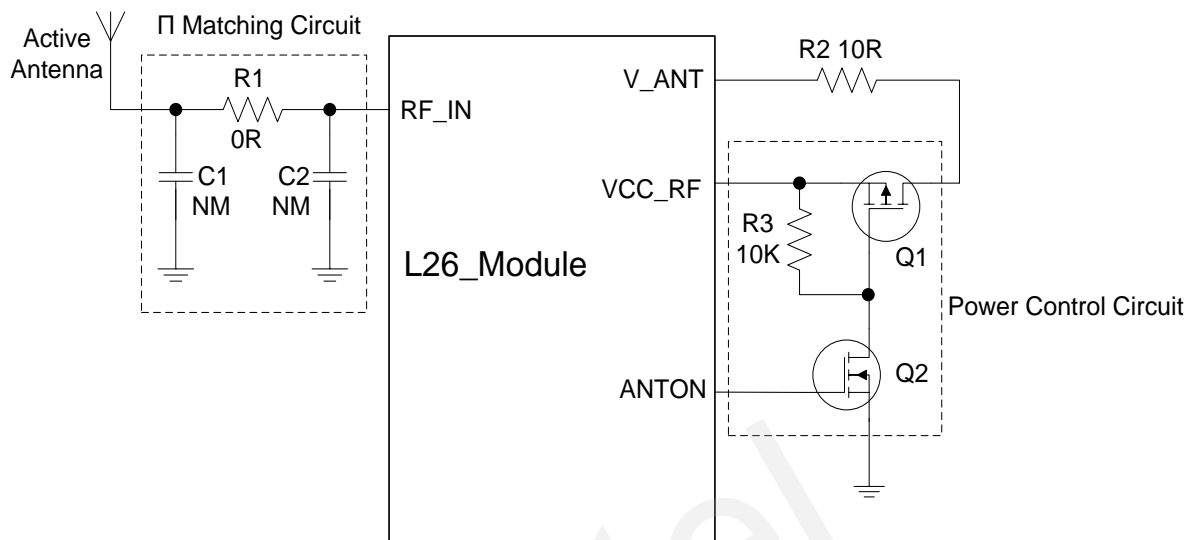 Π Matching Circuit
Active
Antenna
R1
0R
C1
NM
C2
NM
RF_IN
L26_Module
V_ANT
VCC_RF
ANTON
R2 10R
R3
10K
Q1
Q2
Power Control Circuit